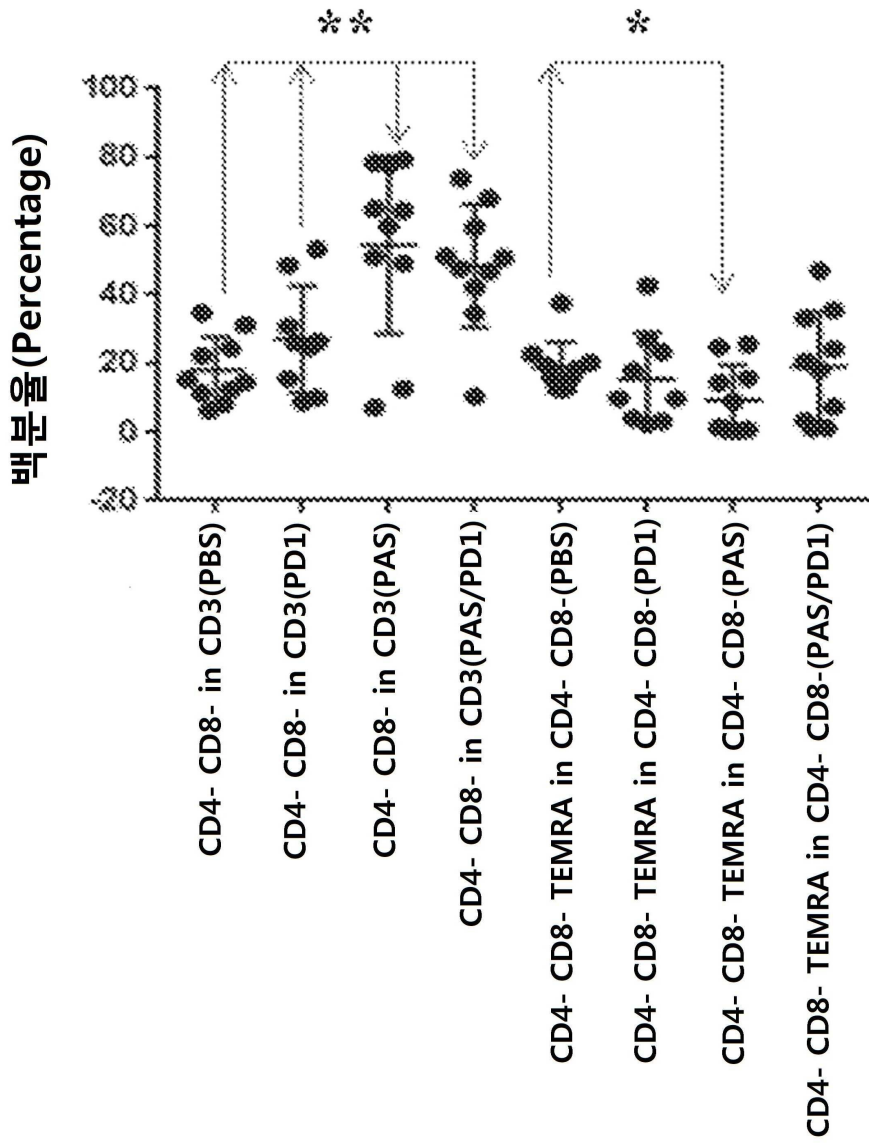 ** *
백분율(Percentage)
100
80
60
40
20
0
-20
CD4- CD8- in CD3(PBS)
CD4- CD8- in CD3(PD1)
CD4- CD8- in CD3(PAS)
CD4- CD8- in CD3(PAS/PD1)
CD4- CD8- TEMRA in CD4- CD8-(PBS)
CD4- CD8- TEMRA in CD4- CD8-(PD1)
CD4- CD8- TEMRA in CD4- CD8-(PAS)
CD4- CD8- TEMRA in CD4- CD8-(PAS/PD1)